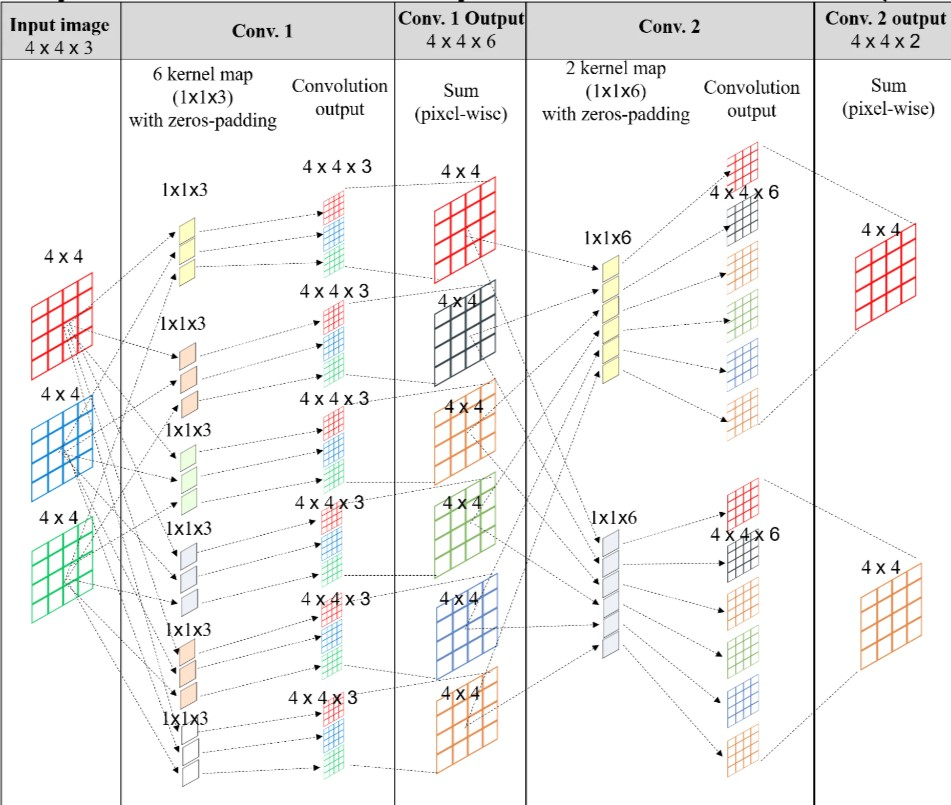 Input image
4 x 4 x 3
Conv. 1
Conv. 1 Output
4 x 4 x 6
Conv. 2
Conv. 2 output
4 x 4 x 2
6 kernel map
(1x1x3)
with zeros-padding
Convolution
output
Sum
(pixel-wise)
2 kernel map
(1x1x6)
with zeros-padding
Convolution
output
Sum
(pixel-wise)
4 x 4
4 x 4
4 x 4
1x1x3
1x1x3
1x1x3
1x1x3
1x1x3
1x1x3
4 x 4 x 3
4 x 4 x 3
4 x 4 x 3
4 x 4 x 3
4 x 4 x 3
4 x 4 x 3
4 x 4
4 x 4
4 x 4
4 x 4
4 x 4
4 x 4
1x1x6
1x1x6
4 x 4 x 6
4 x 4 x 6
4 x 4
4 x 4